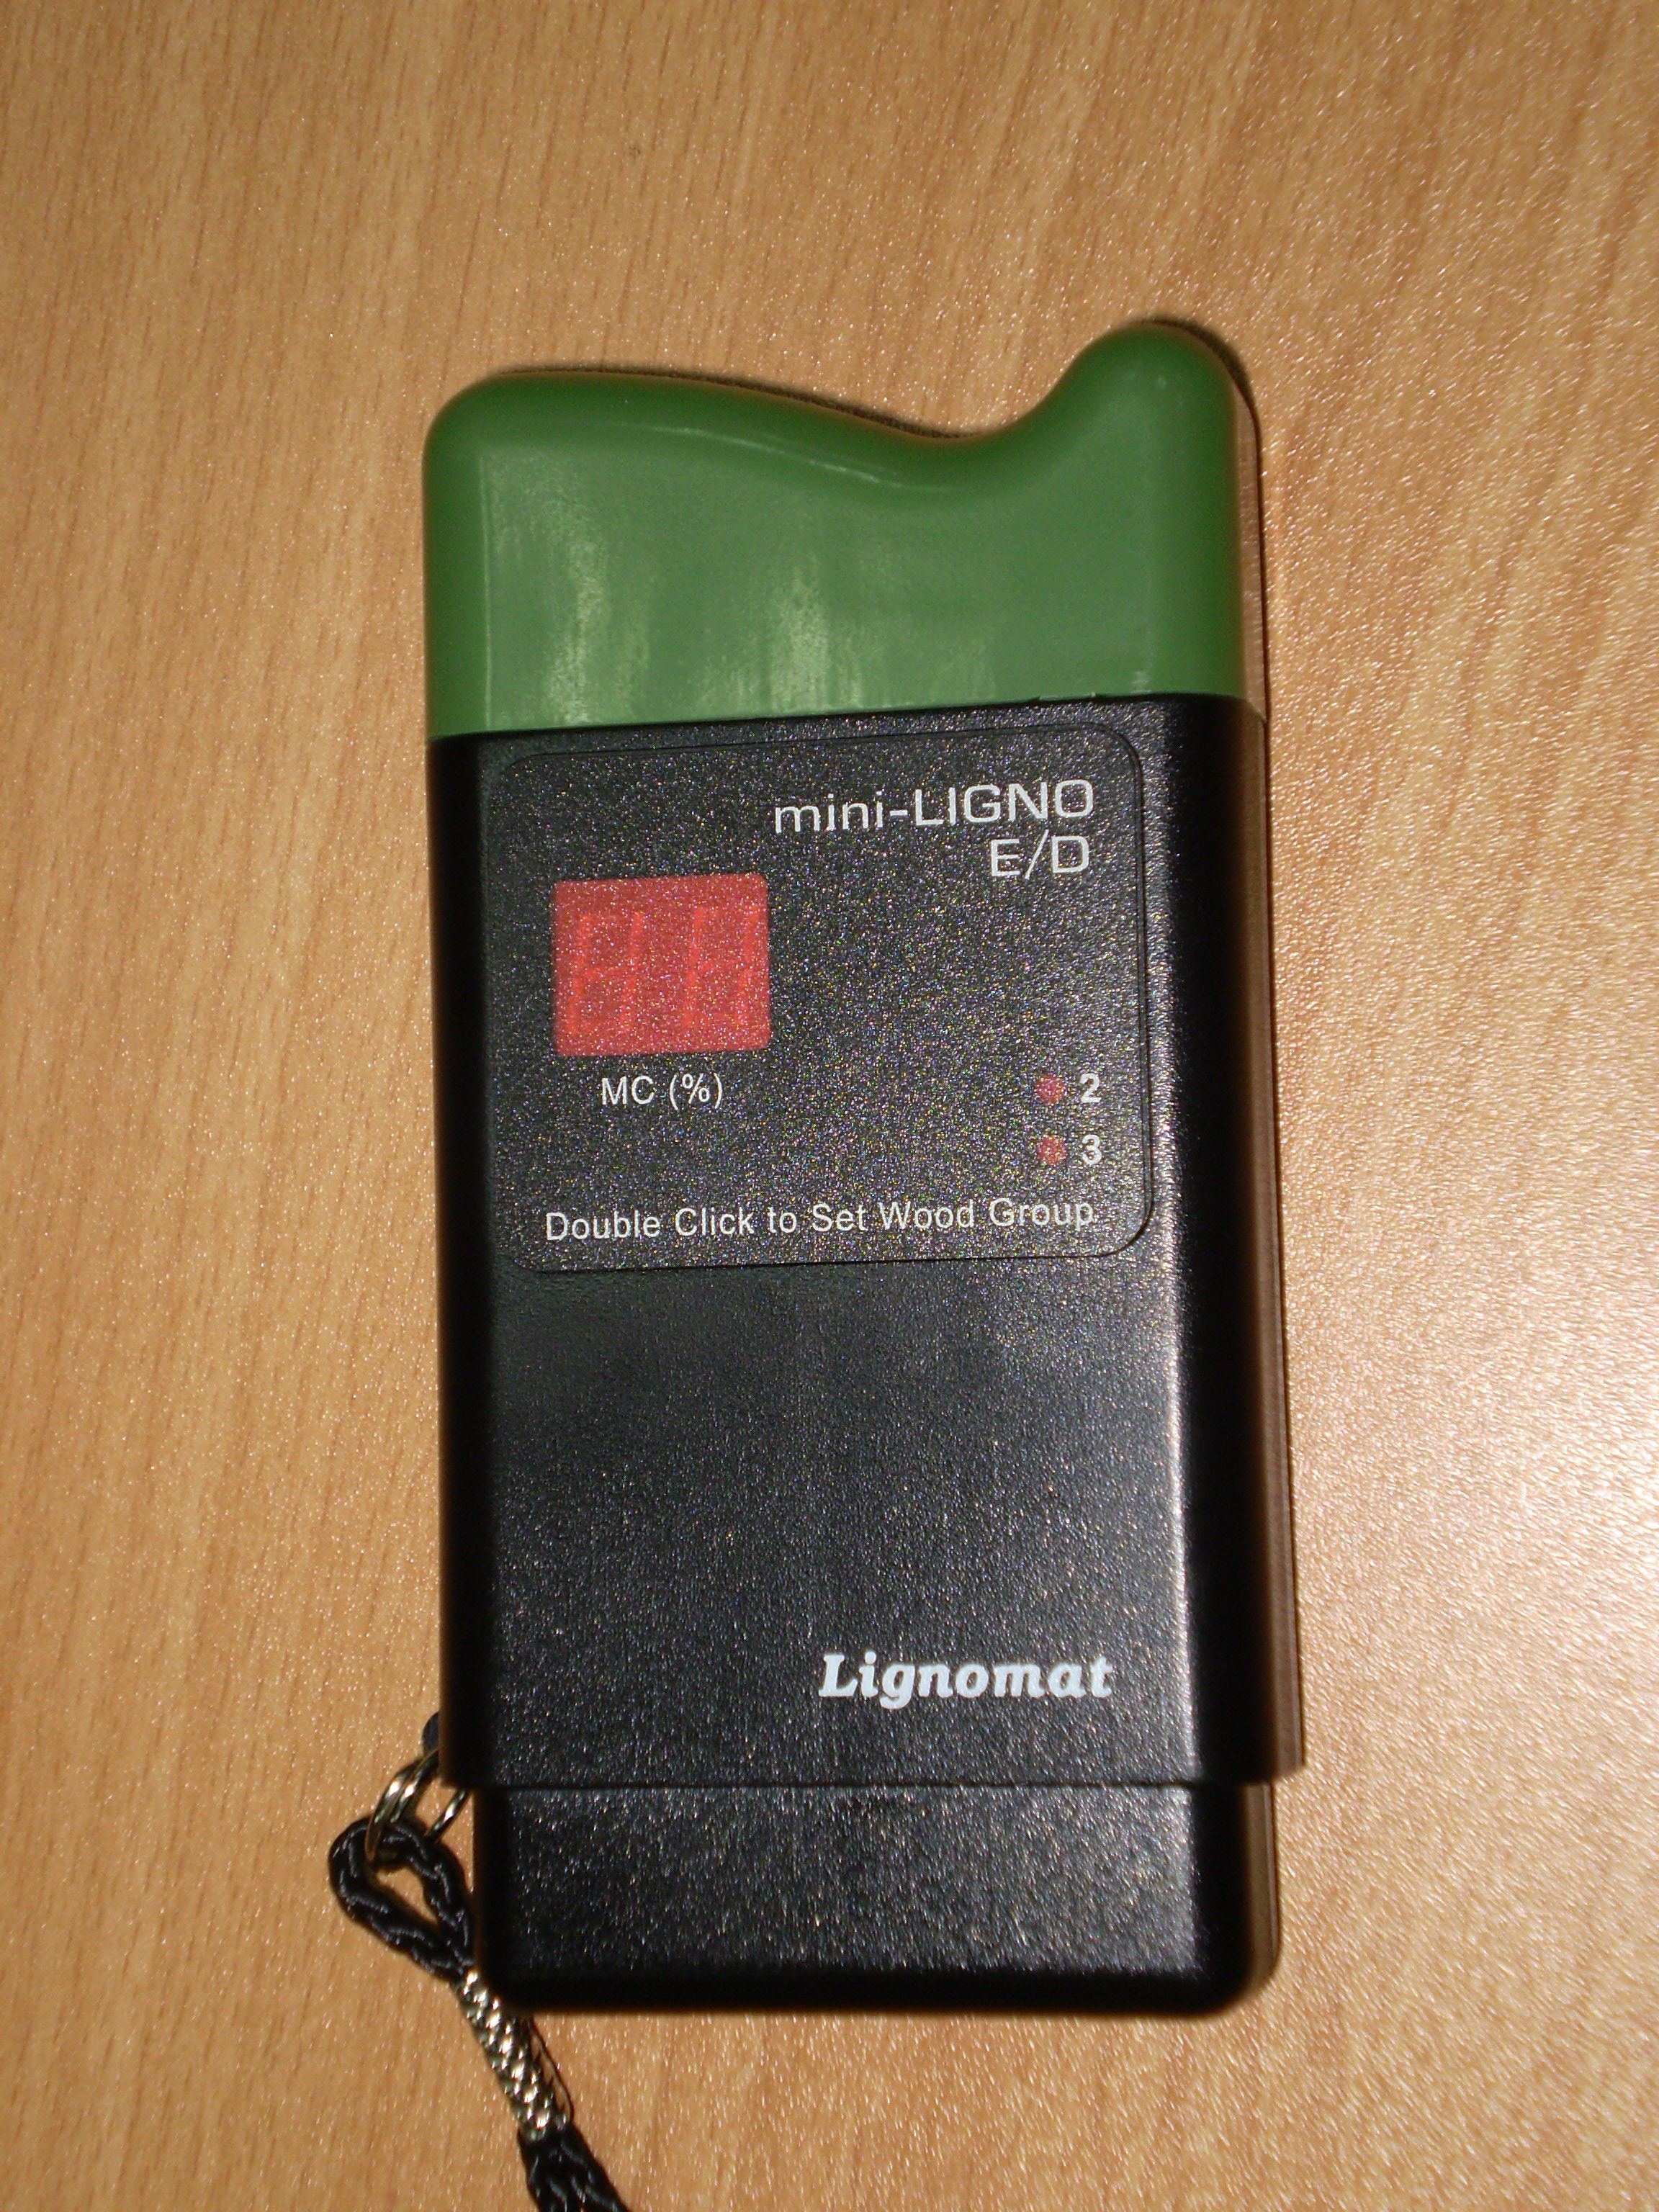 mini-LIGNO
E/D
MC (%)
2
3
Double Click to Set Wood Group
Lignomat